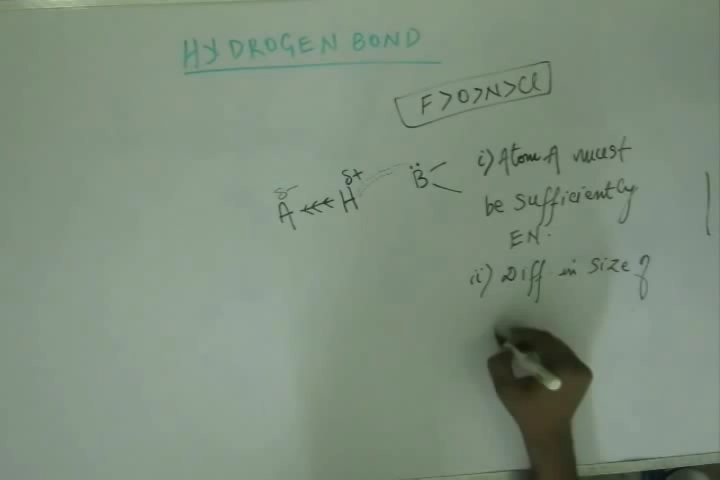 HYDROGEN BOND
F>O>N>Cl
i) Atom A must
be sufficiently
EN.
ii) Diff in size of
δ- δ+
A H B